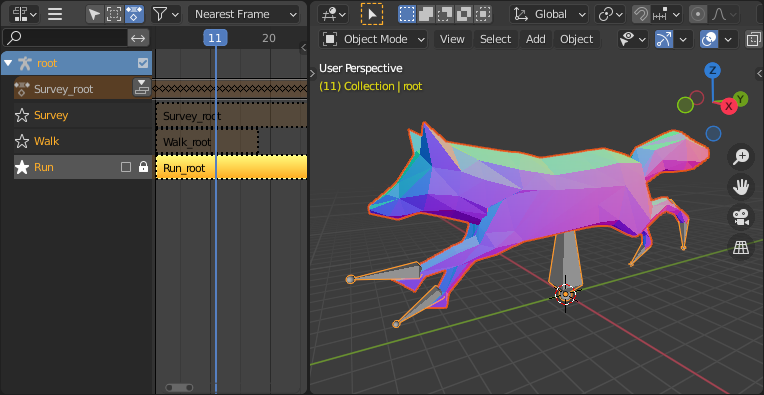 Nearest Frame
Global
11
20
Object Mode
View
Select
Add
Object
root
Survey_root
Survey
Survey_root
Walk
Walk_root
Run
Run_root
User Perspective
(11) Collection | root
Z
Y
X